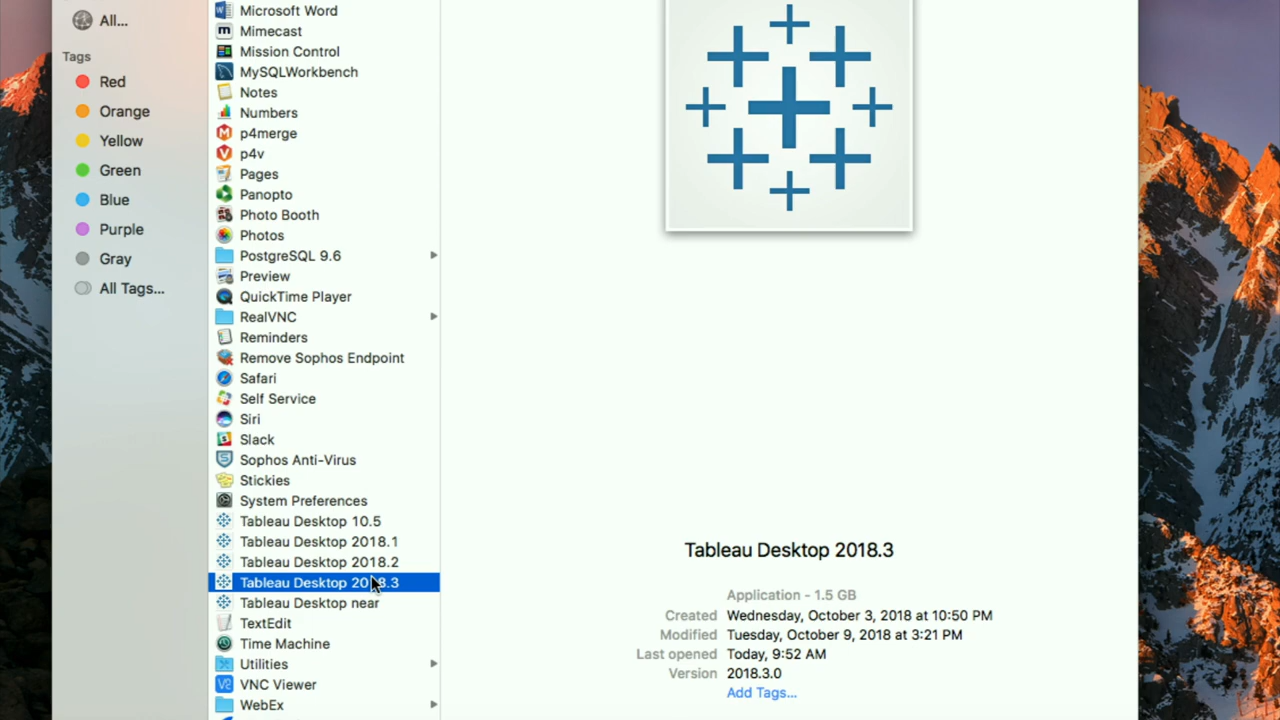 All...
Tags
Red
Orange
Yellow
Green
Blue
Purple
Gray
All Tags...
Microsoft Word
Mimecast
Mission Control
MySQLWorkbench
Notes
Numbers
p4merge
p4v
Pages
Panopto
Photo Booth
Photos
PostgreSQL 9.6
Preview
QuickTime Player
RealVNC
Reminders
Remove Sophos Endpoint
Safari
Self Service
Siri
Slack
Sophos Anti-Virus
Stickies
System Preferences
Tableau Desktop 10.5
Tableau Desktop 2018.1
Tableau Desktop 2018.2
Tableau Desktop 2018.3
Tableau Desktop near
TextEdit
Time Machine
Utilities
VNC Viewer
WebEx
Tableau Desktop 2018.3
Application - 1.5 GB
Created Wednesday, October 3, 2018 at 10:50 PM
Modified Tuesday, October 9, 2018 at 3:21 PM
Last opened Today, 9:52 AM
Version 2018.3.0
Add Tags...